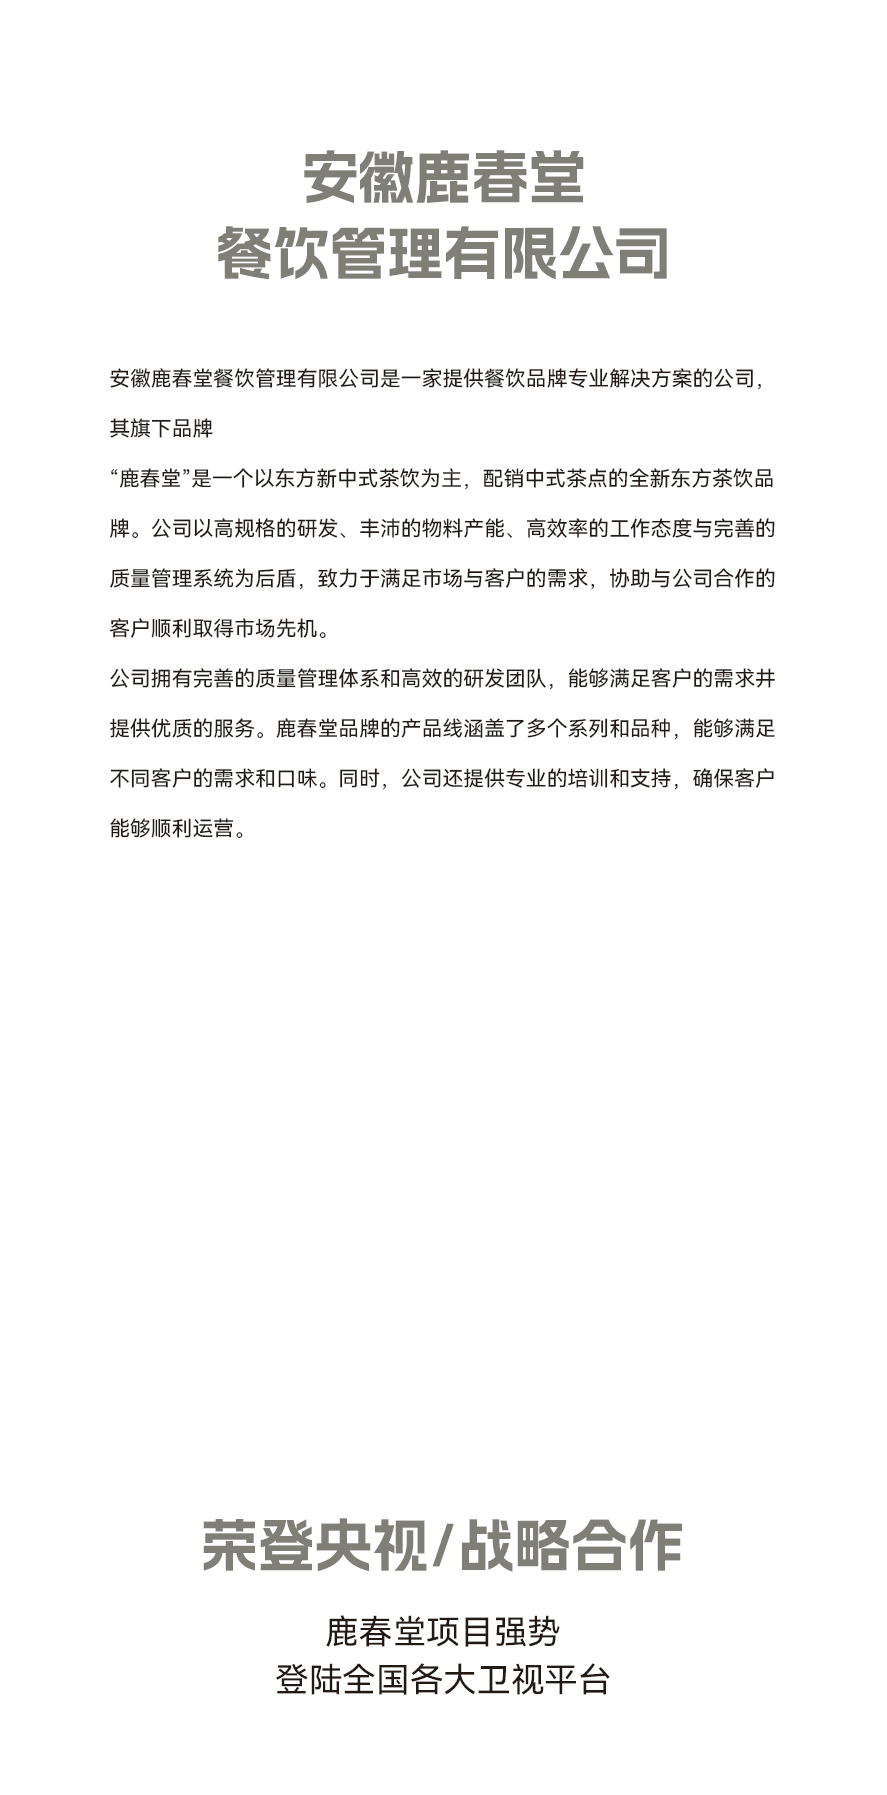 安徽鹿春堂
餐饮管理有限公司
安徽鹿春堂餐饮管理有限公司是一家提供餐饮品牌专业解决方案的公司，
其旗下品牌
“鹿春堂”是一个以东方新中式茶饮为主，配销中式茶点的全新东方茶饮品
牌。公司以高规格的研发、丰沛的物料产能、高效率的工作态度与完善的
质量管理系统为后盾，致力于满足市场与客户的需求，协助与公司合作的
客户顺利取得市场先机。
公司拥有完善的质量管理体系和高效的研发团队，能够满足客户的需求井
提供优质的服务。鹿春堂品牌的产品线涵盖了多个系列和品种，能够满足
不同客户的需求和口味。同时，公司还提供专业的培训和支持，确保客户
能够顺利运营。
荣登央视/战略合作
鹿春堂项目强势
登陆全国各大卫视平台